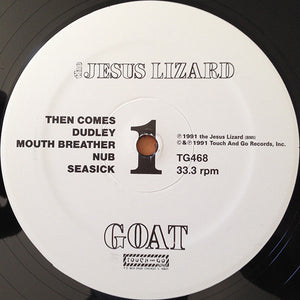 the JESUS LIZARD
THEN COMES
DUDLEY
MOUTH BREATHER
NUB
SEASICK
1
℗ 1991 the Jesus Lizard (BMI)
©&℗ 1991 Touch And Go Records, Inc.
TG468
33.3 rpm
GOAT
TOUCH and GO